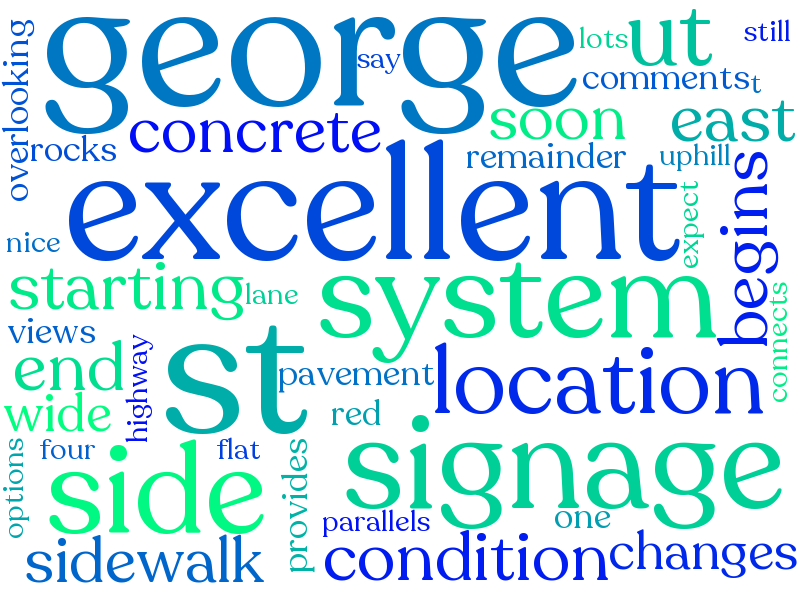 overlooking
george
say
lots
ut
still
comments
t
rocks
concrete
soon
east
remainder
uphill
excellent
expect
begins
nice
starting
lane
system
connects
views
highway
st
end
pavement
location
wide
red
options
four
side
flat
provides
signage
parallels
one
sidewalk
condition
changes